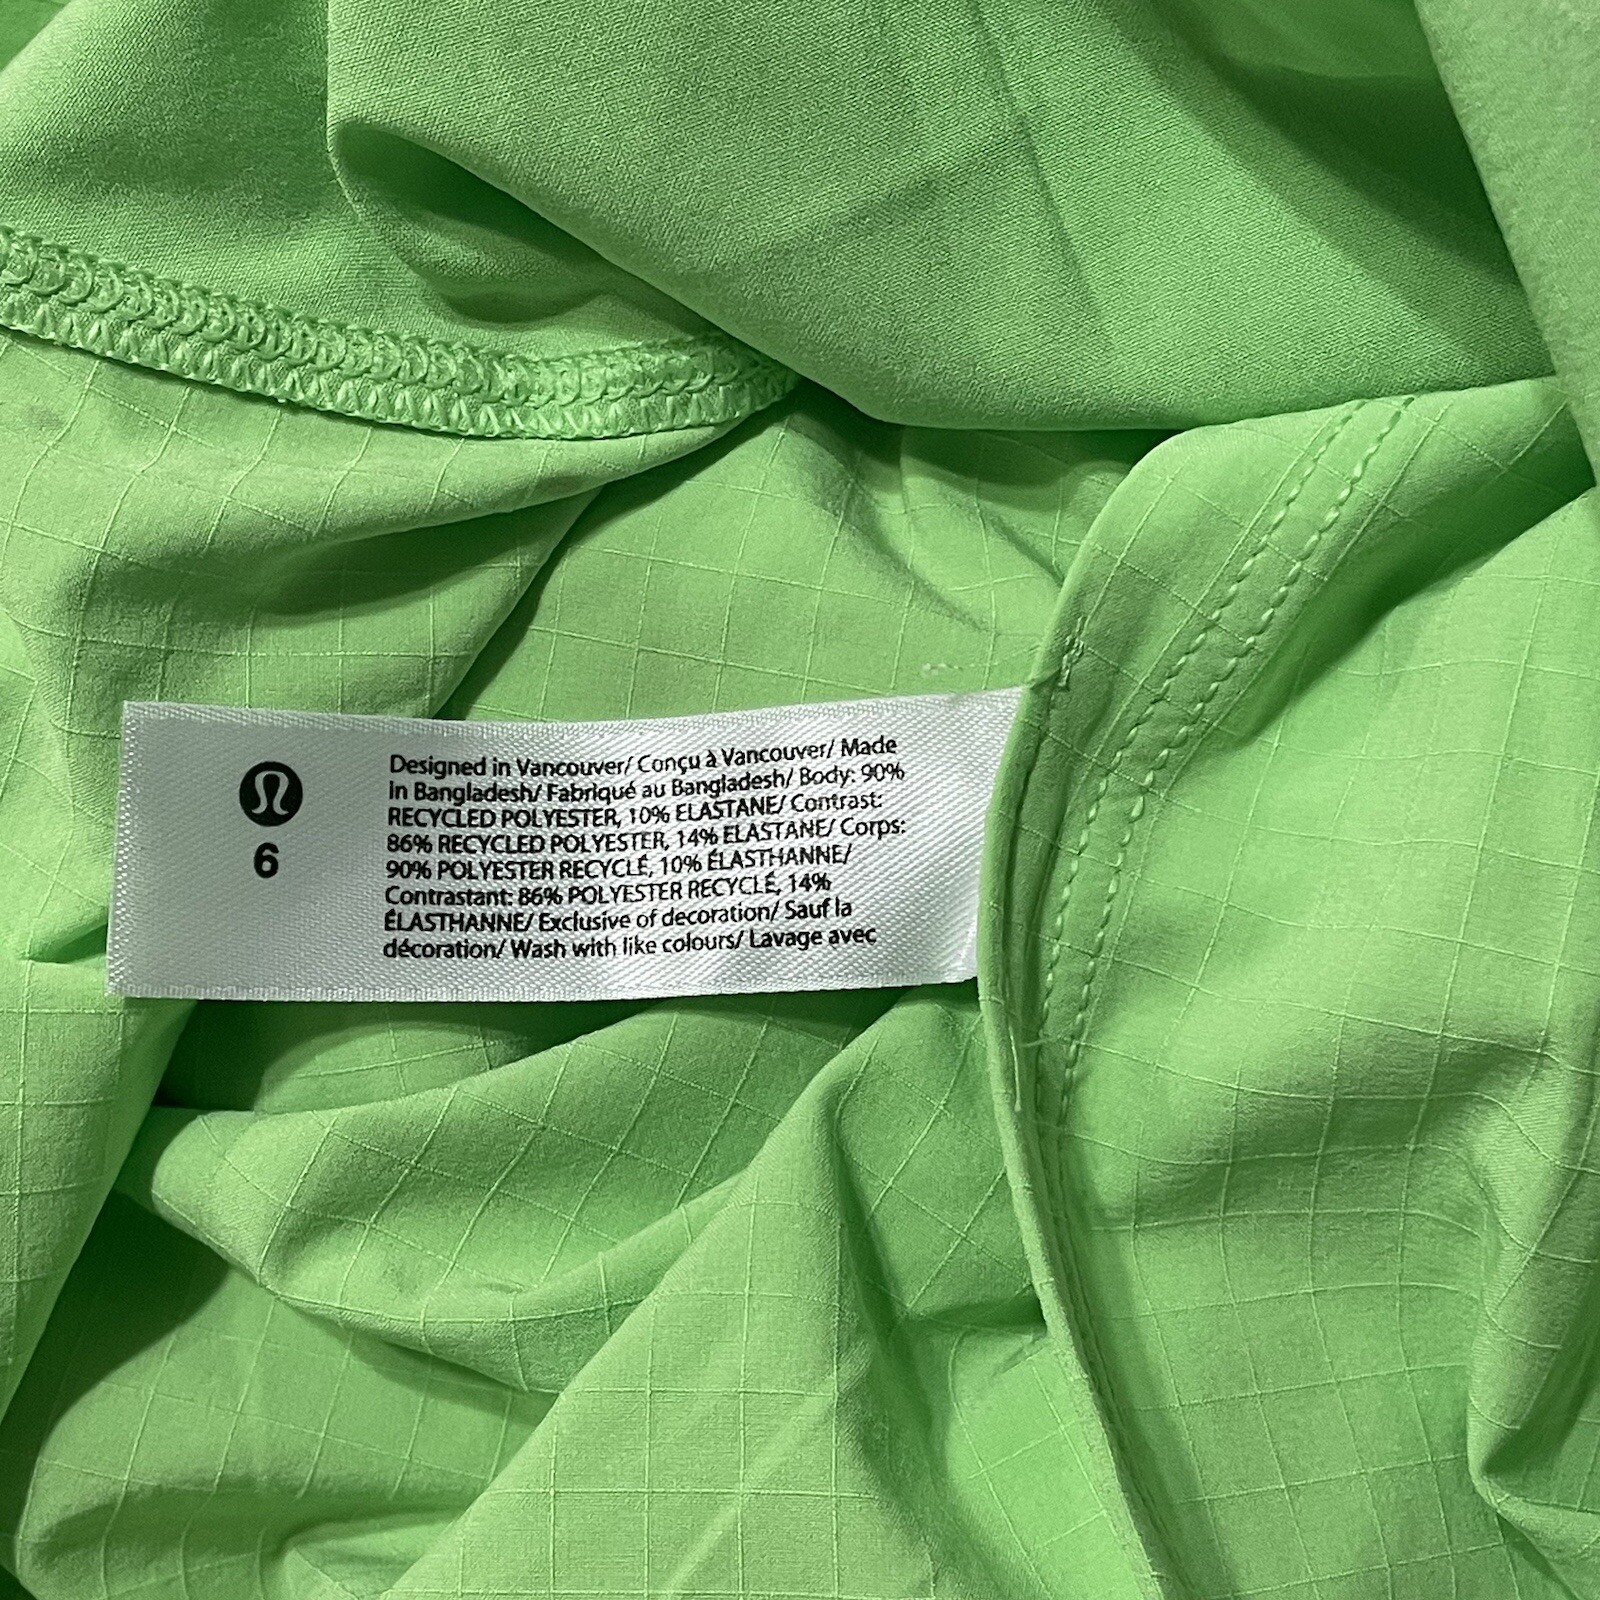 6
Designed in Vancouver/ Conçu à Vancouver/ Made
in Bangladesh/ Fabriqué au Bangladesh/ Body: 90%
RECYCLED POLYESTER, 10% ELASTANE/ Contrast:
86% RECYCLED POLYESTER, 14% ELASTANE/ Corps:
90% POLYESTER RECYCLÉ, 10% ÉLASTHANNE/
Contrastant: 86% POLYESTER RECYCLÉ, 14%
ÉLASTHANNE/ Exclusive of decoration/ Sauf la
décoration/ Wash with like colours/ Lavage avec